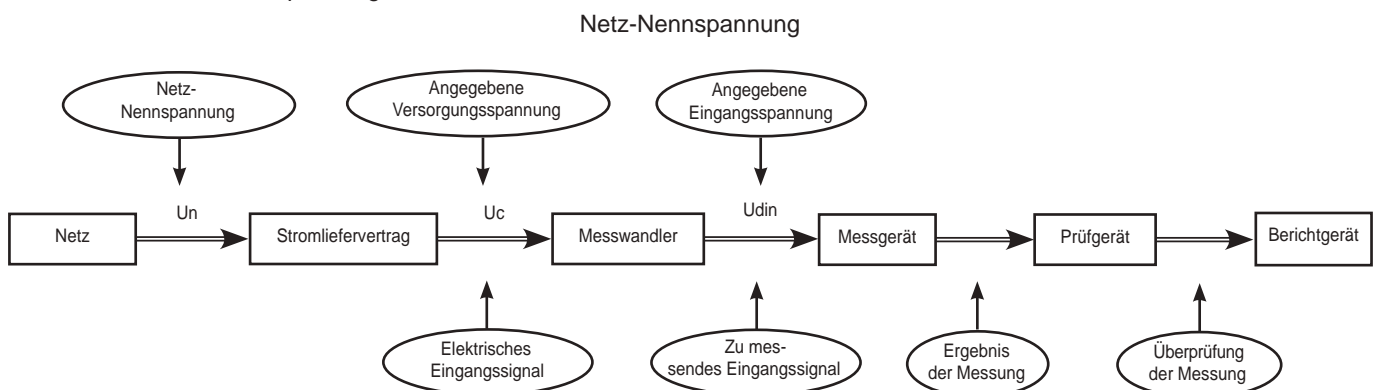 Netz-Nennspannung
Netz-
Nennspannung
Angegebene
Versorgungsspannung
Angegebene
Eingangsspannung
Un
Uc
Udin
Netz
Stromliefervertrag
Messwandler
Messgerät
Prüfgerät
Berichtgerät
Elektrisches
Eingangssignal
Zu mes-
sendes Eingangssignal
Ergebnis
der Messung
Überprüfung
der Messung